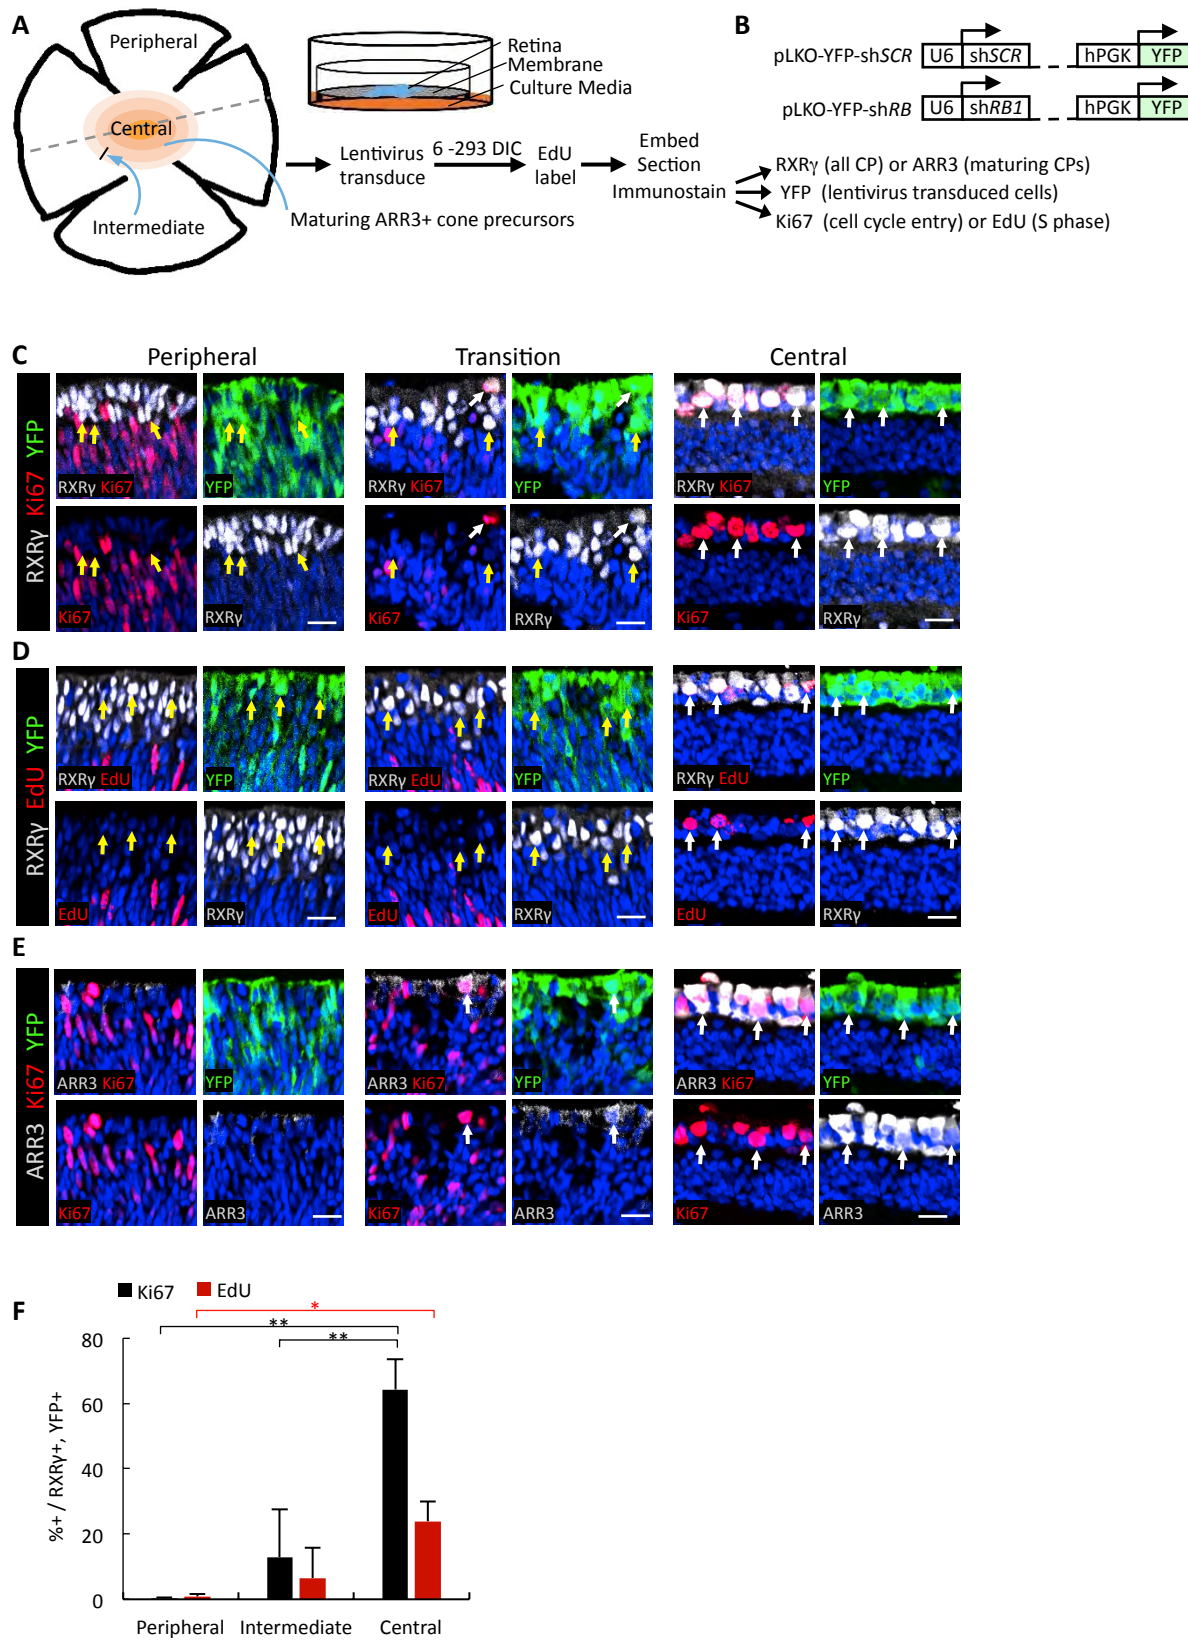 A
Peripheral
Central
Intermediate
Retina
Membrane
Culture Media
Lentivirus
transduce
6 -293 DIC
EdU
label
Embed
Section
Immunostain
Maturing ARR3+ cone precursors
RXRγ (all CP) or ARR3 (maturing CPs)
YFP (lentivirus transduced cells)
Ki67 (cell cycle entry) or EdU (S phase)
B
pLKO-YFP-shSCR
U6 shSCR
hPGK YFP
pLKO-YFP-shRB
U6 shRB1
hPGK YFP
C
Peripheral
Transition
Central
RXRγ Ki67 YFP
RXRγ Ki67
YFP
RXRγ Ki67
YFP
RXRγ Ki67
YFP
Ki67
RXRγ
Ki67
RXRγ
Ki67
RXRγ
D
RXRγ EdU YFP
RXRγ EdU
YFP
RXRγ EdU
YFP
RXRγ EdU
YFP
EdU
RXRγ
EdU
RXRγ
EdU
RXRγ
E
ARR3 Ki67 YFP
ARR3 Ki67
YFP
ARR3 Ki67
YFP
ARR3 Ki67
YFP
Ki67
ARR3
Ki67
ARR3
Ki67
ARR3
F
Ki67 EdU
*
**
**
%+ / RXRγ+, YFP+
80
60
40
20
0
Peripheral Intermediate Central